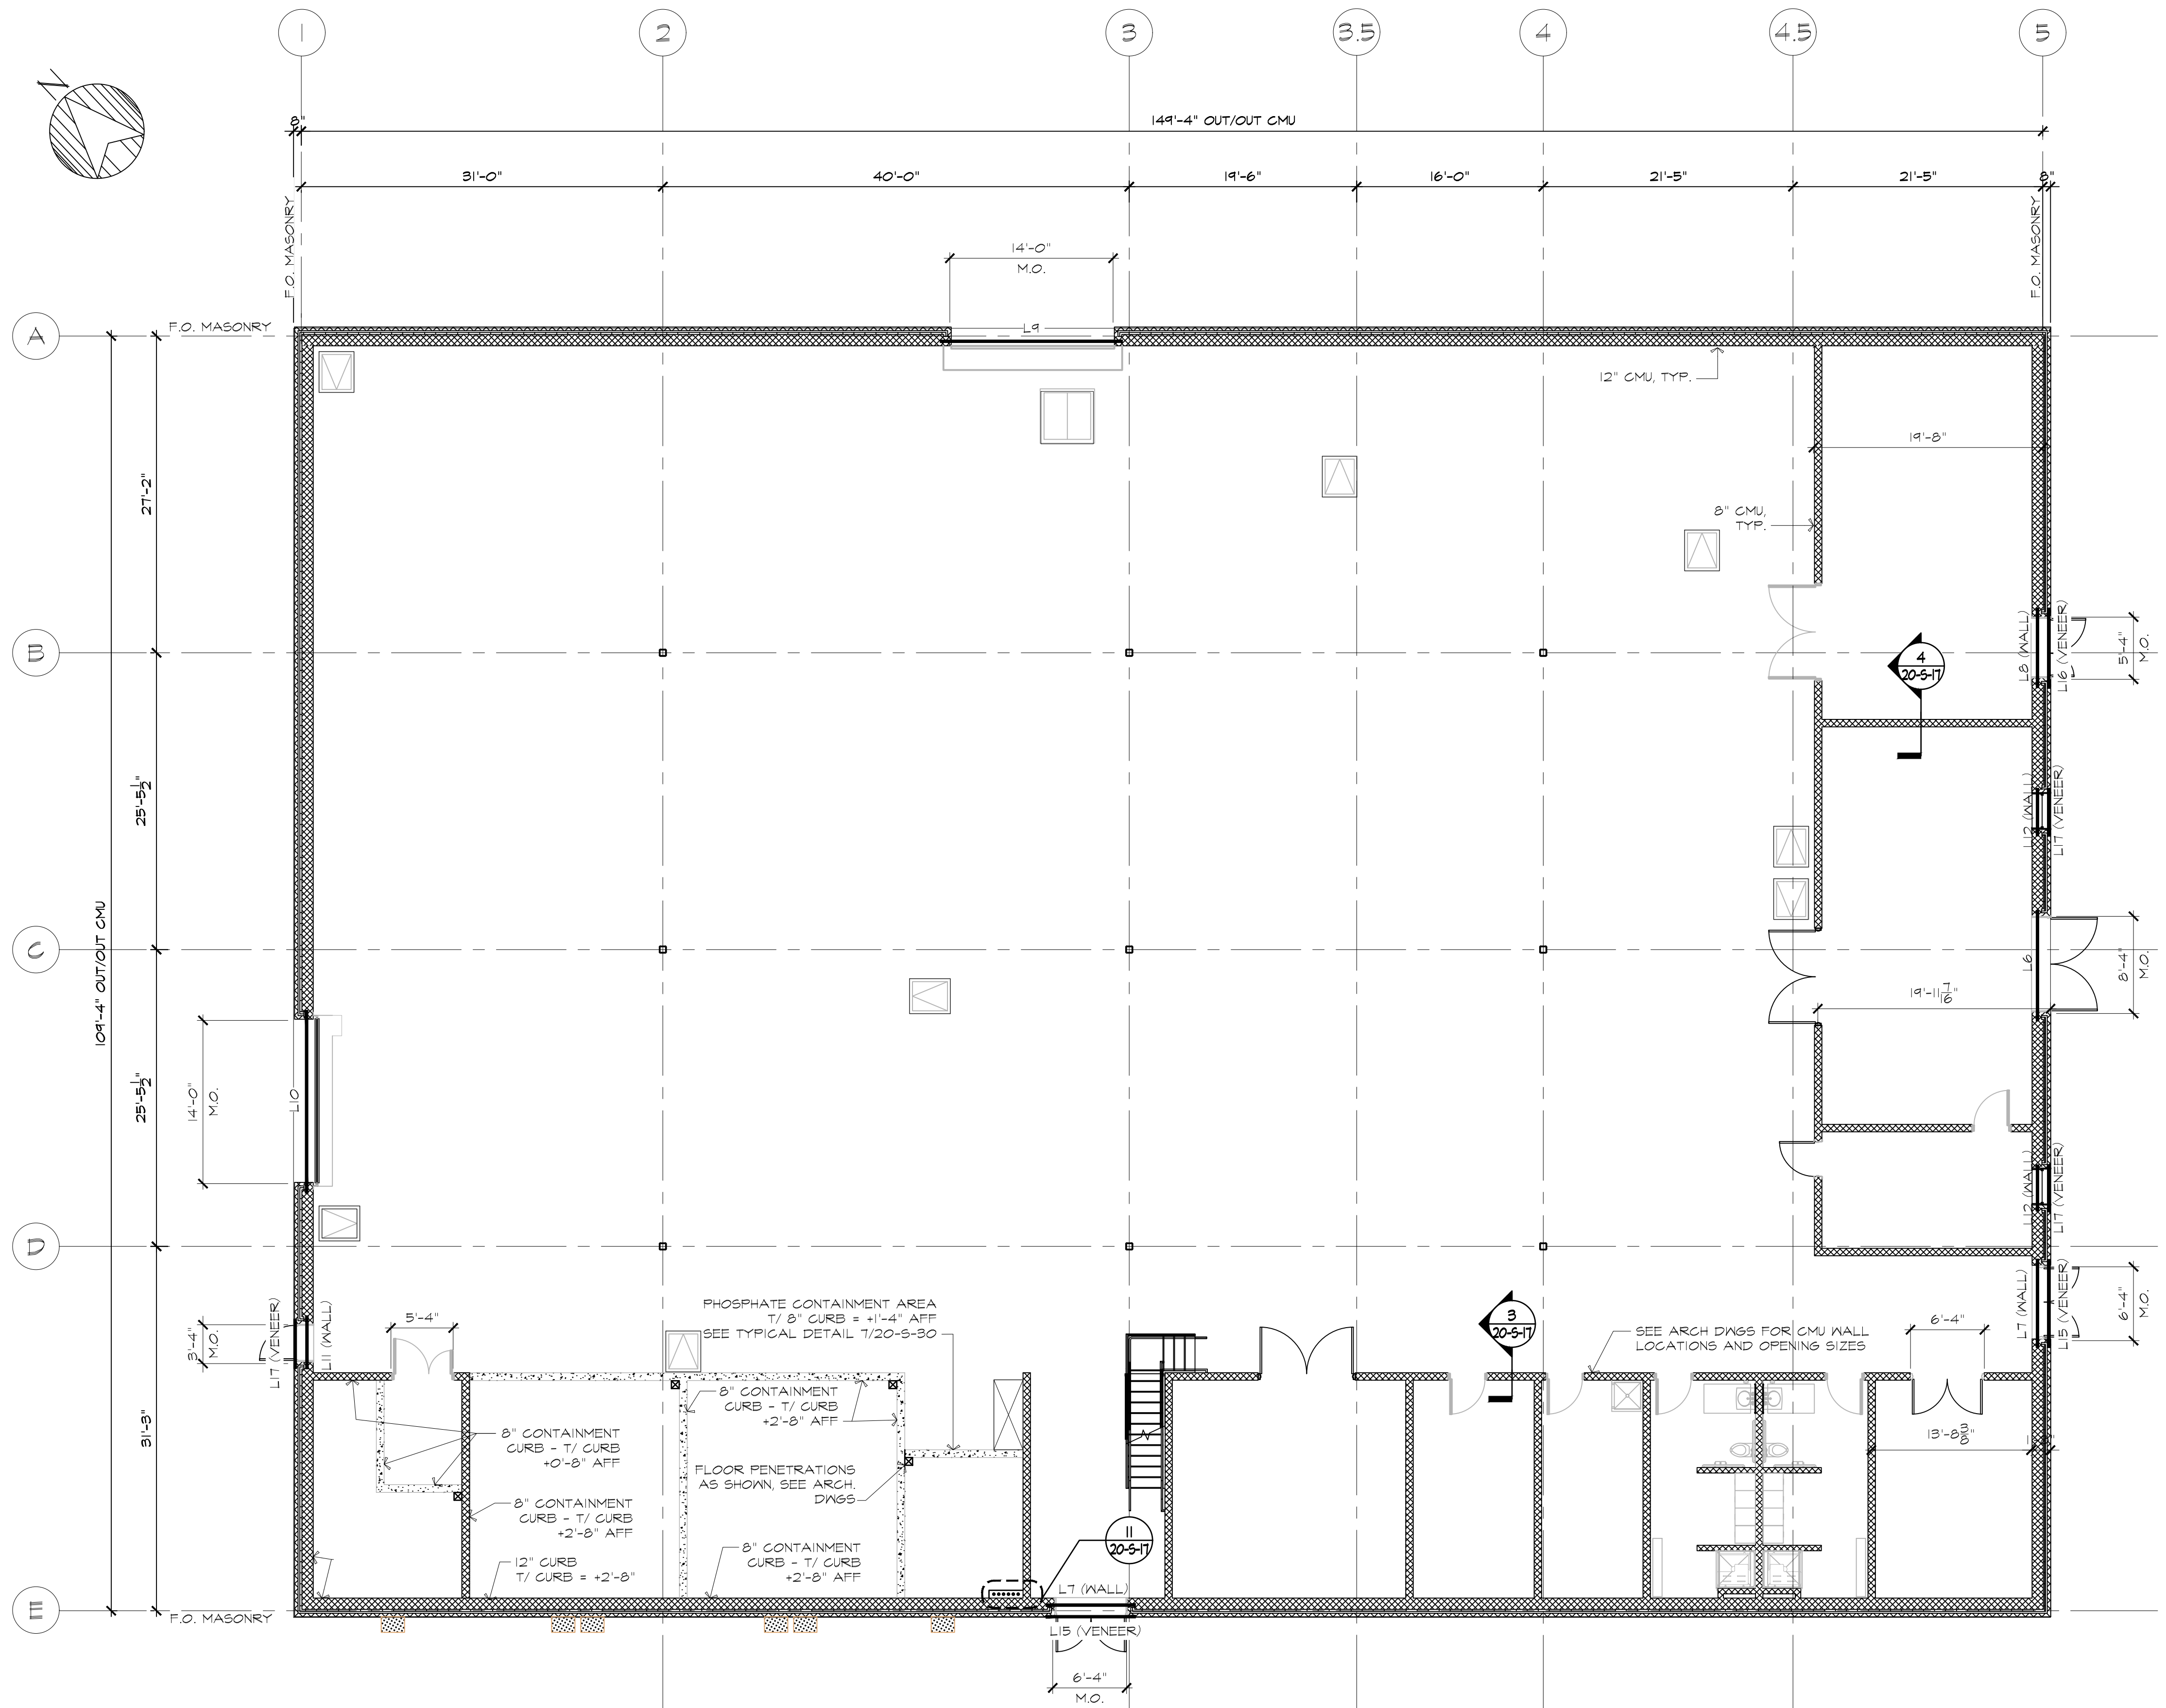 1
2
3
3.5
4
4.5
5
N
8"
149'-4" OUT/OUT CMU
31'-0"
40'-0"
19'-6"
16'-0"
21'-5"
21'-5"
8"
F.O. MASONRY
F.O. MASONRY
14'-0"
M.O.
A
F.O. MASONRY
L9
12" CMU, TYP.
19'-8"
27'-2"
8" CMU,
TYP.
B
L8 (WALL)
L16 (VENEER)
5'-4"
M.O.
4
20-S-17
25'-5 1/2"
L12 (WALL)
L17 (VENEER)
109'-4" OUT/OUT CMU
C
L6
8'-4"
M.O.
19'-11 7/16"
14'-0"
M.O.
L10
25'-5 1/2"
L12 (WALL)
L17 (VENEER)
D
L17 (VENEER)
L11 (WALL)
3'-4"
M.O.
5'-4"
PHOSPHATE CONTAINMENT AREA
T/ 8" CURB = +1'-4" AFF
SEE TYPICAL DETAIL 7/20-S-30
3
20-S-17
SEE ARCH DWGS FOR CMU WALL
LOCATIONS AND OPENING SIZES
6'-4"
L7 (WALL)
L15 (VENEER)
6'-4"
M.O.
31'-3"
8" CONTAINMENT
CURB - T/ CURB
+2'-8" AFF
8" CONTAINMENT
CURB - T/ CURB
+0'-8" AFF
13'-8 3/8"
FLOOR PENETRATIONS
AS SHOWN, SEE ARCH.
DWGS
8" CONTAINMENT
CURB - T/ CURB
+2'-8" AFF
11
20-S-17
8" CONTAINMENT
CURB - T/ CURB
+2'-8" AFF
12" CURB
T/ CURB = +2'-8"
L7 (WALL)
E
F.O. MASONRY
L15 (VENEER)
6'-4"
M.O.